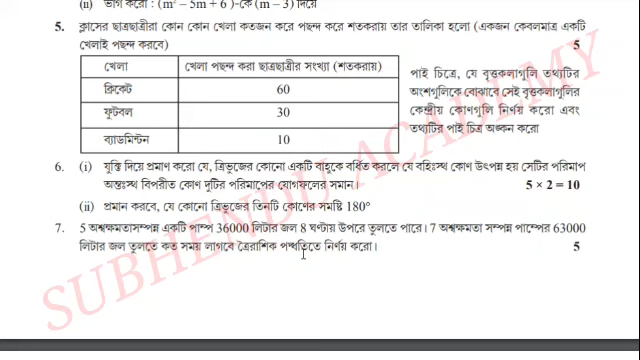 (ii) ভাগ করো : (m² – 5m + 6)-কে (m – 3) দিয়ে
5. ক্লাসের ছাত্রছাত্রীরা কোন কোন খেলা কতজন করে পছন্দ করে শতকরায় তার তালিকা হলো (একজন কেবলমাত্র একটি
খেলাই পছন্দ করবে) 5
খেলা খেলা পছন্দ করা ছাত্রছাত্রীর সংখ্যা (শতকরায়)
ক্রিকেট 60
ফুটবল 30
ব্যাডমিন্টন 10
পাই চিত্রে, যে বৃত্তকলাগুলি তথ্যটির
অংশগুলিকে বোঝাবে সেই বৃত্তকলাগুলির
কেন্দ্রীয় কোণগুলি নির্ণয় করো এবং
তথ্যটির পাই চিত্র অঙ্কন করো
6. (i) যুক্তি দিয়ে প্রমাণ করো যে, ত্রিভুজের কোনো একটি বাহুকে বর্ধিত করলে যে বহিঃস্থ কোণ উৎপন্ন হয় সেটির পরিমাপ
অন্তঃস্থ বিপরীত কোণ দুটির পরিমাপের যোগফলের সমান। 5 × 2 = 10
(ii) প্রমান করবে, যে কোনো ত্রিভুজের তিনটি কোণের সমষ্টি 180°
7. 5 অশ্বক্ষমতাসম্পন্ন একটি পাম্প 36000 লিটার জল 8 ঘণ্টায় উপরে তুলতে পারে। 7 অশ্বক্ষমতা সম্পন্ন পাম্পের 63000
লিটার জল তুলতে কত সময় লাগবে ত্রৈরাশিক পদ্ধতিতে নির্ণয় করো। 5
SUBHENDU ACADEMY